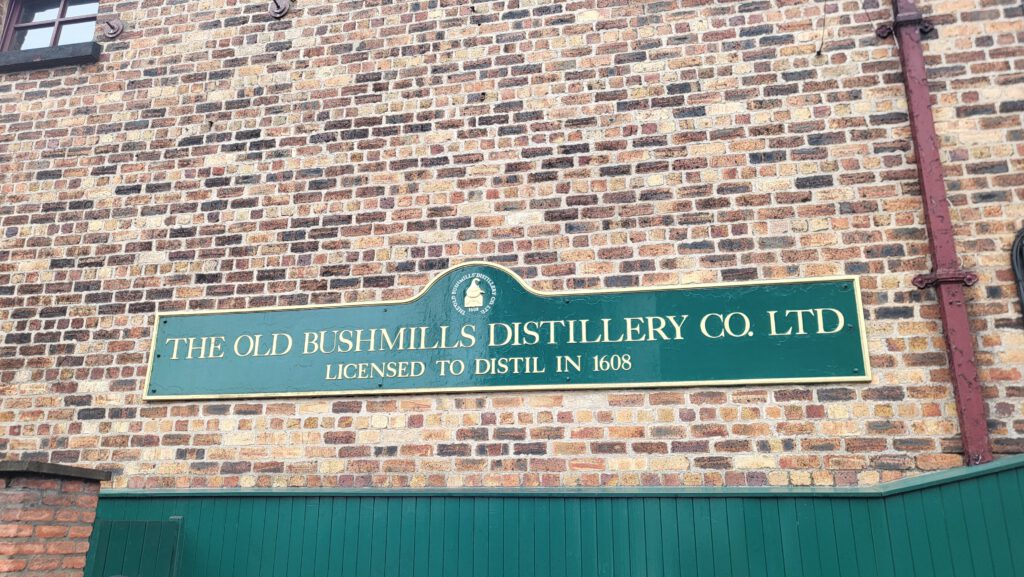 THE OLD BUSHMILLS DISTILLERY CO. LTD
LICENSED TO DISTIL IN 1608